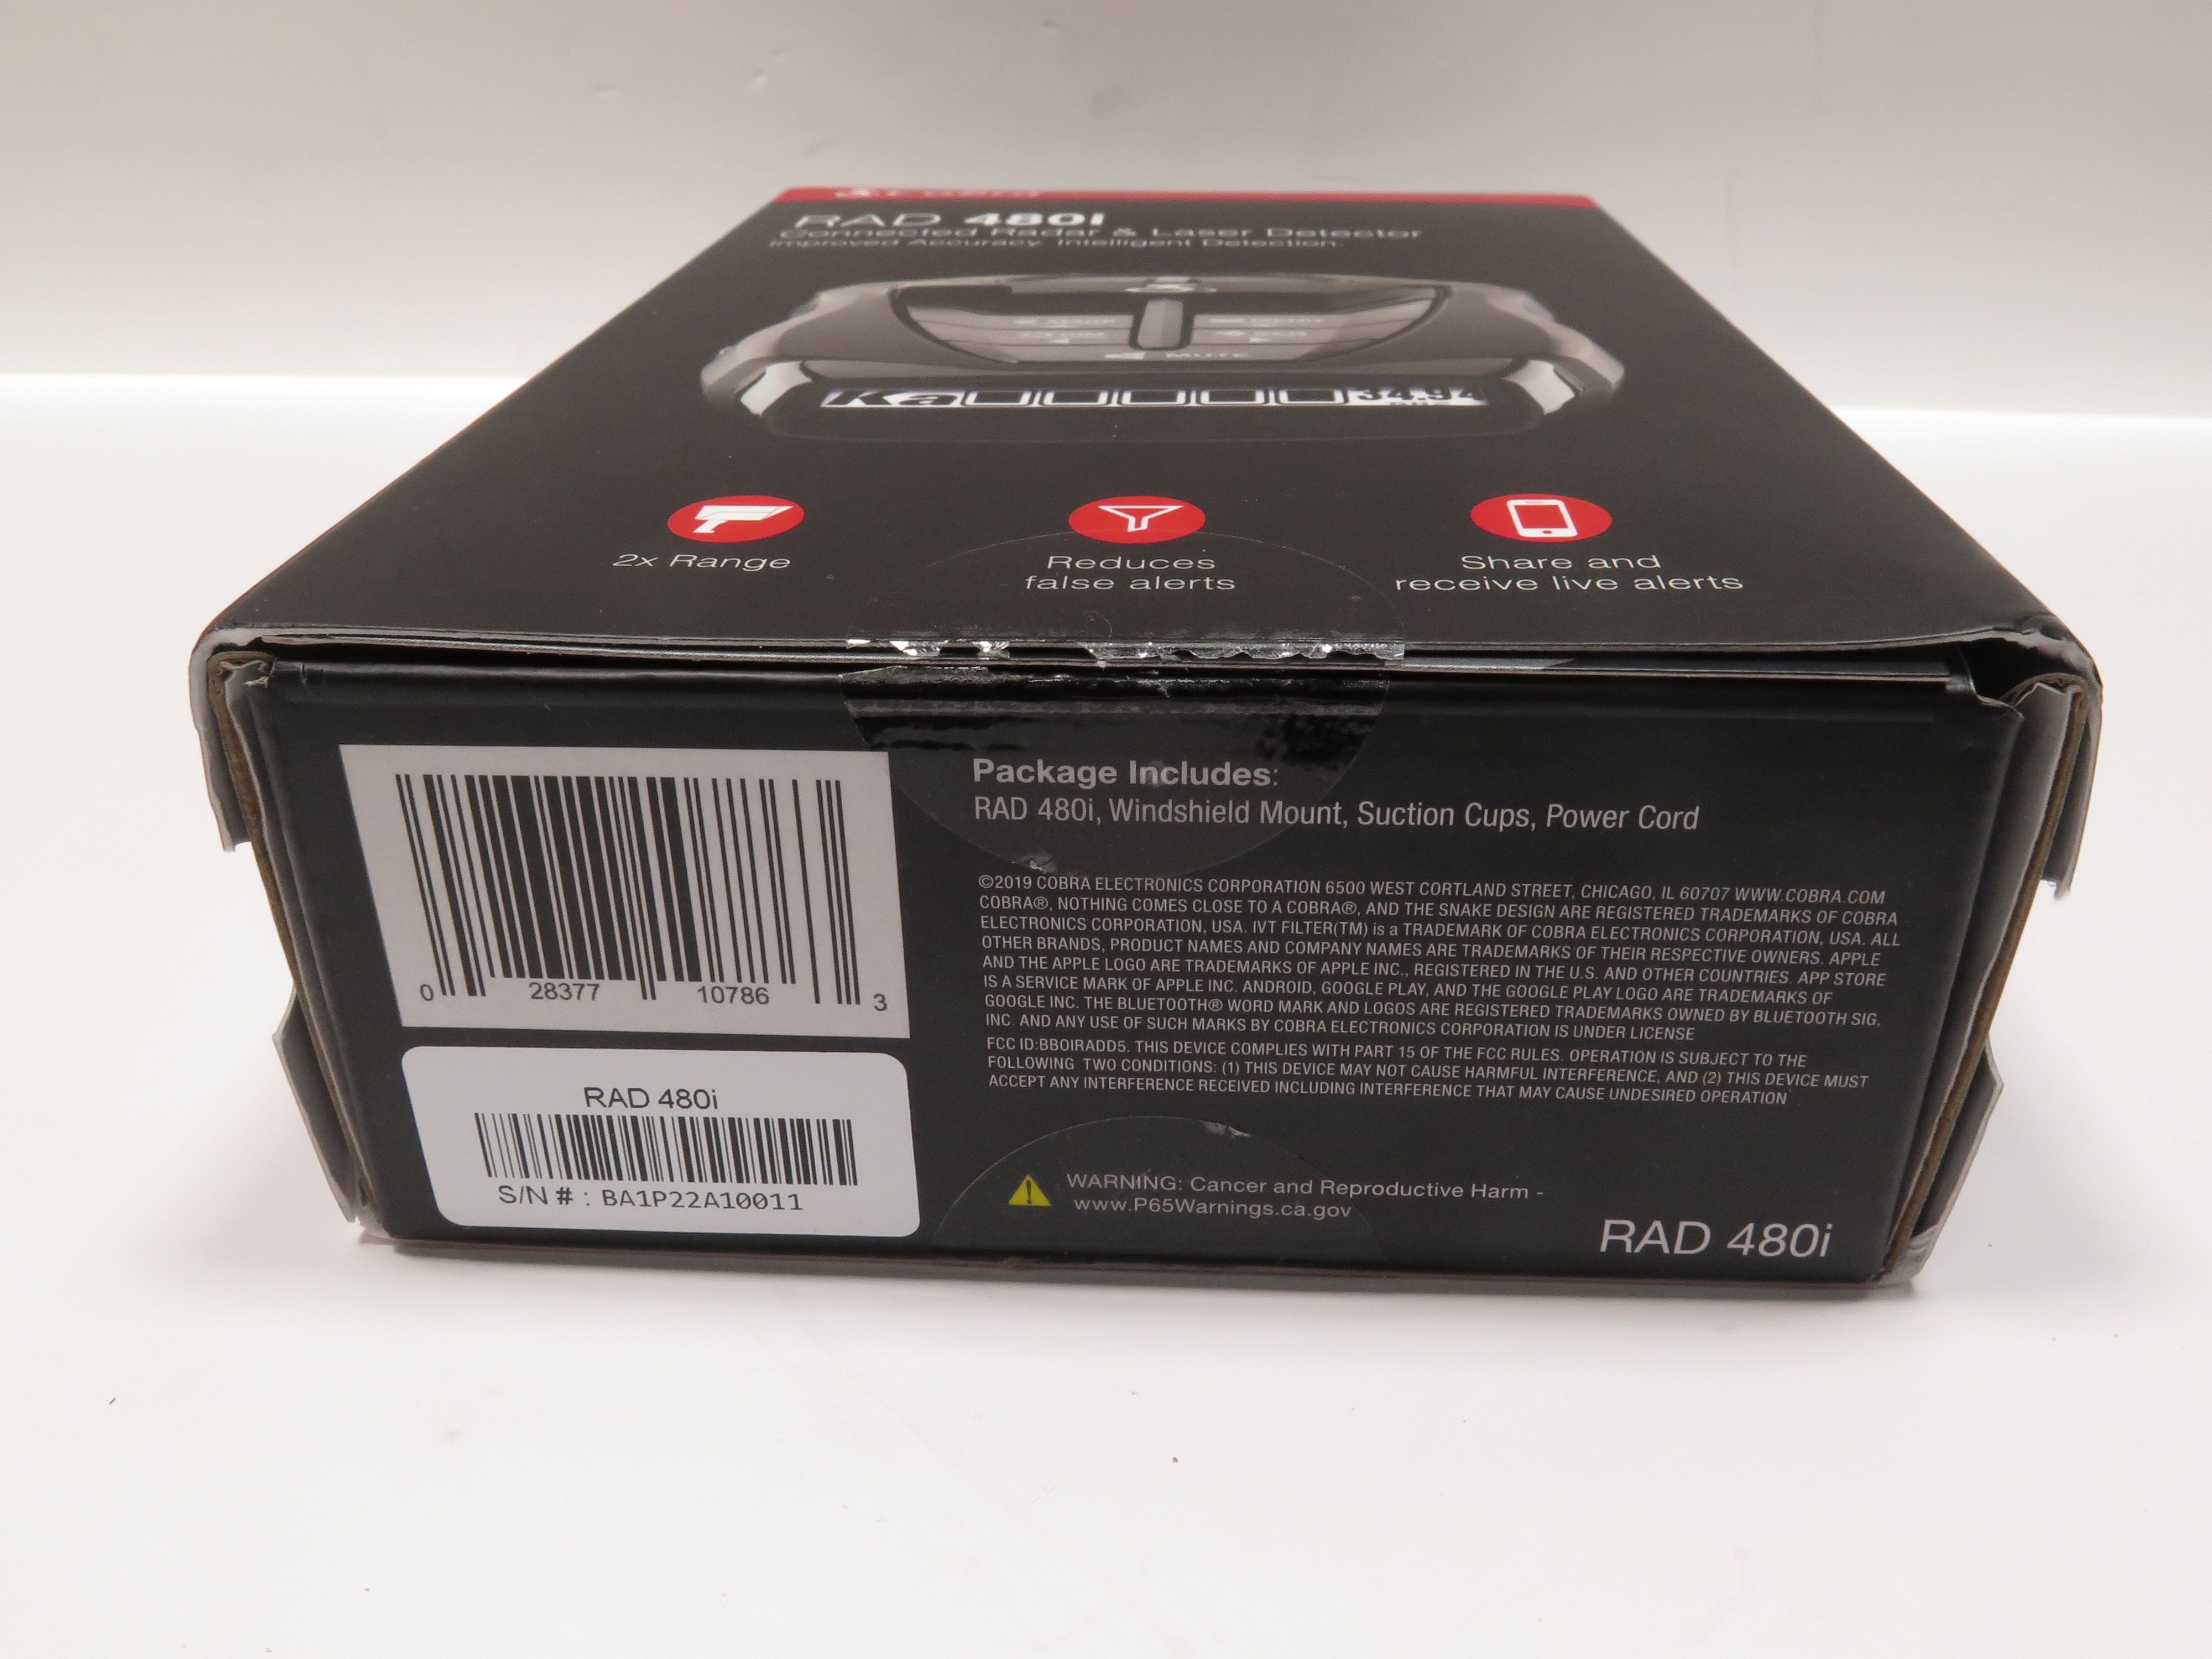 RAD 480i
Connected Radar & Laser Detector
Improved Accuracy. Intelligent Detection.
MUTE
Ka 34.94
2x Range
Reduces
false alerts
Share and
receive live alerts
Package Includes:
RAD 480i, Windshield Mount, Suction Cups, Power Cord
©2019 COBRA ELECTRONICS CORPORATION 6500 WEST CORTLAND STREET, CHICAGO, IL 60707 WWW.COBRA.COM
COBRA®, NOTHING COMES CLOSE TO A COBRA®, AND THE SNAKE DESIGN ARE REGISTERED TRADEMARKS OF COBRA
ELECTRONICS CORPORATION, USA. IVT FILTER(TM) is a TRADEMARK OF COBRA ELECTRONICS CORPORATION, USA. ALL
OTHER BRANDS, PRODUCT NAMES AND COMPANY NAMES ARE TRADEMARKS OF THEIR RESPECTIVE OWNERS. APPLE
AND THE APPLE LOGO ARE TRADEMARKS OF APPLE INC., REGISTERED IN THE U.S. AND OTHER COUNTRIES. APP STORE
IS A SERVICE MARK OF APPLE INC. ANDROID, GOOGLE PLAY, AND THE GOOGLE PLAY LOGO ARE TRADEMARKS OF
GOOGLE INC. THE BLUETOOTH® WORD MARK AND LOGOS ARE REGISTERED TRADEMARKS OWNED BY BLUETOOTH SIG,
INC. AND ANY USE OF SUCH MARKS BY COBRA ELECTRONICS CORPORATION IS UNDER LICENSE
FCC ID:BBOIRADD5. THIS DEVICE COMPLIES WITH PART 15 OF THE FCC RULES. OPERATION IS SUBJECT TO THE
FOLLOWING TWO CONDITIONS: (1) THIS DEVICE MAY NOT CAUSE HARMFUL INTERFERENCE, AND (2) THIS DEVICE MUST
ACCEPT ANY INTERFERENCE RECEIVED INCLUDING INTERFERENCE THAT MAY CAUSE UNDESIRED OPERATION
0 28377 10786 3
RAD 480i
S/N # : BA1P22A10011
WARNING: Cancer and Reproductive Harm -
www.P65Warnings.ca.gov
RAD 480i